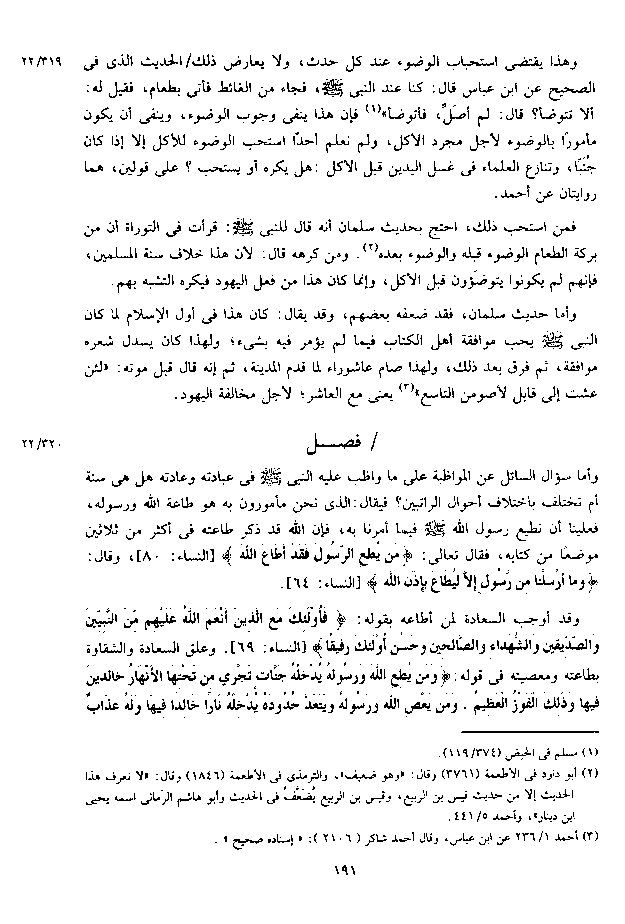 وهذا يقتضى استحباب الوضوء عند كل حدث، ولا يعارض ذلك/الحديث الذى فى ٢٢/٣١٩
الصحيح عن ابن عباس قال: كنا عند النبى ﷺ، فجاء من الغائط فأتى بطعام، فقيل له:
ألا تتوضأ؟ قال: لم أصلِّ، فأتوضأ»(١) فإن هذا ينفى وجوب الوضوء، وينفى أن يكون
مأمورًا بالوضوء لأجل مجرد الأكل، ولم نعلم أحدًا استحب الوضوء للأكل إلا إذا كان
جُنُبًا، وتنازع العلماء فى غسل اليدين قبل الأكل :هل يكره أو يستحب ؟ على قولين، هما
روايتان عن أحمد.
فمن استحب ذلك، احتج بحديث سلمان أنه قال للنبى ﷺ: قرأت فى التوراة أن من
بركة الطعام الوضوء قبله والوضوء بعده(٢). ومن كرهه قال: لأن هذا خلاف سنة المسلمين،
فإنهم لم يكونوا يتوضؤون قبل الأكل، وإنما كان هذا من فعل اليهود فيكره التشبه بهم.
وأما حديث سلمان، فقد ضعفه بعضهم، وقد يقال: كان هذا فى أول الإسلام لما كان
النبى ﷺ يحب موافقة أهل الكتاب فيما لم يؤمر فيه بشىء؛ ولهذا كان يسدل شعره
موافقة، ثم فرق بعد ذلك، ولهذا صام عاشوراء لما قدم المدينة، ثم إنه قال قبل موته: «لئن
عشت إلى قابل لأصومن التاسع»(٣) يعنى مع العاشر؛ لأجل مخالفة اليهود.
/ فصـــل ٢٢/٣٢٠
وأما سؤال السائل عن المواظبة على ما واظب عليه النبى ﷺ فى عبادته وعادته هل هى سنة
أم تختلف باختلاف أحوال الراتبين؟ فيقال:الذى نحن مأمورون به هو طاعة الله ورسوله،
فعلينا أن نطيع رسول الله ﷺ فيما أمرنا به، فإن الله قد ذكر طاعته فى أكثر من ثلاثين
موضعًا من كتابه، فقال تعالى: ﴿ مَن يُطِعِ الرَّسُولَ فَقَدْ أَطَاعَ اللَّهَ ﴾ [النساء: ٨٠]، وقال:
﴿ وَمَا أَرْسَلْنَا مِن رَّسُولٍ إِلاَّ لِيُطَاعَ بِإِذْنِ اللَّهِ ﴾ [النساء: ٦٤].
وقد أوجب السعادة لمن أطاعه بقوله: ﴿ فَأُوْلَئِكَ مَعَ الَّذِينَ أَنْعَمَ اللَّهُ عَلَيْهِم مِّنَ النَّبِيِّينَ
وَالصِّدِّيقِينَ وَالشُّهَدَاءِ وَالصَّالِحِينَ وَحَسُنَ أُوْلَئِكَ رَفِيقًا ﴾ [النساء: ٦٩]. وعلق السعادة والشقاوة
بطاعته ومعصيته فى قوله: ﴿ وَمَن يُطِعِ اللَّهَ وَرَسُولَهُ يُدْخِلْهُ جَنَّاتٍ تَجْرِي مِن تَحْتِهَا الأَنْهَارُ خَالِدِينَ
فِيهَا وَذَلِكَ الْفَوْزُ الْعَظِيمُ . وَمَن يَعْصِ اللَّهَ وَرَسُولَهُ وَيَتَعَدَّ حُدُودَهُ يُدْخِلْهُ نَارًا خَالِدًا فِيهَا وَلَهُ عَذَابٌ
(١) مسلم فى الحيض (٣٧٤/ ١١٩).
(٢) أبو داود فى الأطعمة (٣٧٦١) وقال: «وهو ضعيف»، والترمذى فى الأطعمة (١٨٤٦) وقال: «لا نعرف هذا
الحديث إلا من حديث قيس بن الربيع، وقيس بن الربيع يُضَعَّفُ فى الحديث وأبو هاشم الرمانى اسمه يحيى
ابن دينار»، وأحمد ٥/ ٤٤١.
(٣) أحمد ١/ ٢٣٦ عن ابن عباس، وقال أحمد شاكر (٢١٠٦): «إسناده صحيح».
١٩١